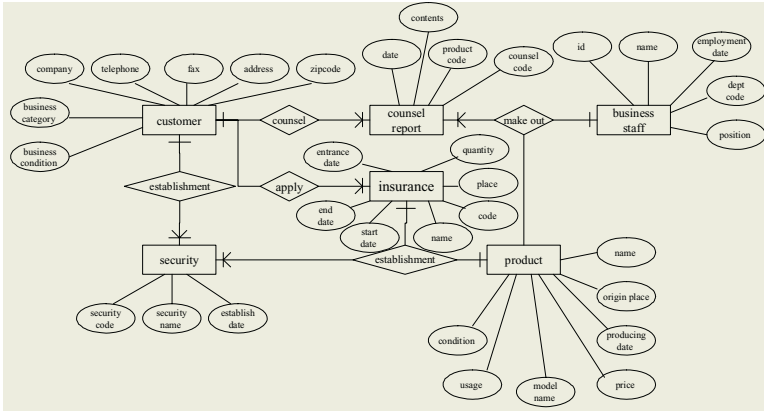 contents
date
product
code
counsel
code
id
name
employment
date
company
telephone
fax
address
zipcode
dept
code
business
category
customer
counsel
counsel
report
make out
business
staff
position
business
condition
entrance
date
quantity
establishment
apply
insurance
place
end
date
code
start
date
name
security
establishment
product
name
origin place
security
code
security
name
establish
date
condition
producing
date
usage
model
name
price